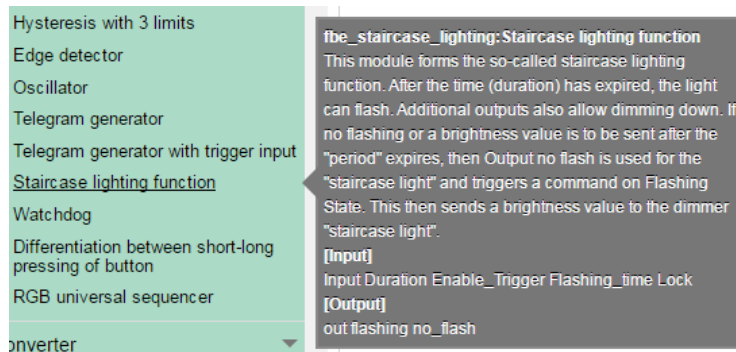 Hysteresis with 3 limits
Edge detector
Oscillator
Telegram generator
Telegram generator with trigger input
Staircase lighting function
Watchdog
Differentiation between short-long
pressing of button
RGB universal sequencer
onverter
fbe_staircase_lighting:Staircase lighting function
This module forms the so-called staircase lighting
function. After the time (duration) has expired, the light
can flash. Additional outputs also allow dimming down. If
no flashing or a brightness value is to be sent after the
"period" expires, then Output no flash is used for the
"staircase light" and triggers a command on Flashing
State. This then sends a brightness value to the dimmer
"staircase light".
[Input]
Input Duration Enable_Trigger Flashing_time Lock
[Output]
out flashing no_flash